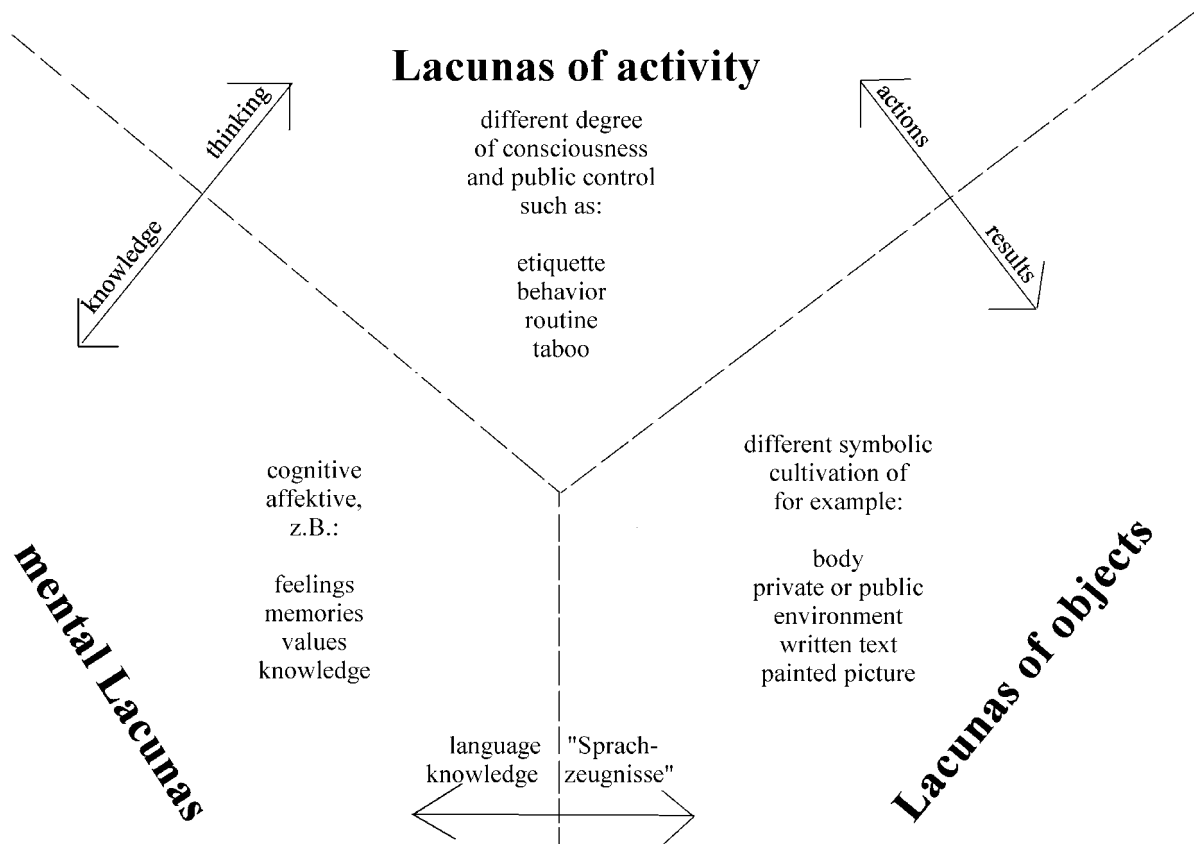 Lacunas of activity
different degree
of consciousness
and public control
such as:
etiquette
behavior
routine
taboo
thinking
knowledge
actions
results
cognitive
affektive,
z.B.:
feelings
memories
values
knowledge
mental Lacunas
different symbolic
cultivation of
for example:
body
private or public
environment
written text
painted picture
Lacunas of objects
language
knowledge
"Sprach-
zeugnisse"